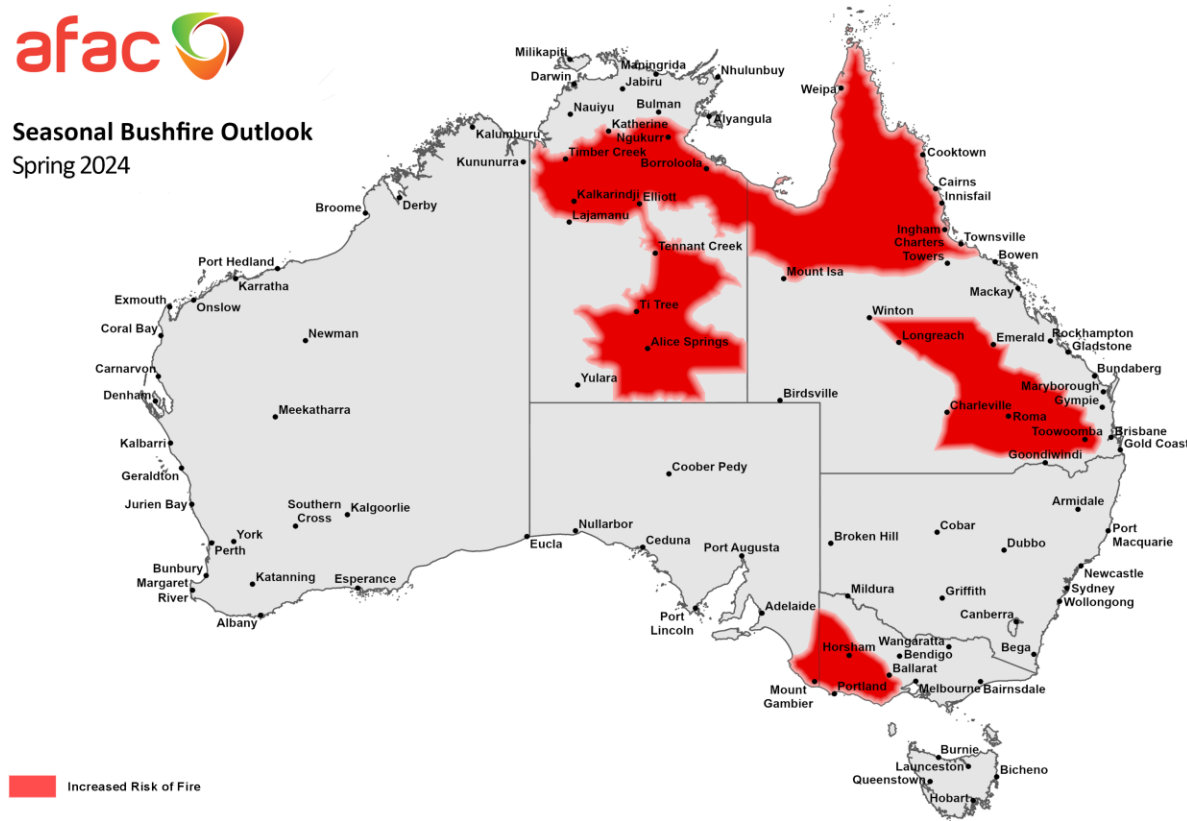 afac
Seasonal Bushfire Outlook
Spring 2024
Milikapiti
Darwin
Maningrida
Jabiru
Nhulunbuy
Nauiyu
Bulman
Alyangula
Katherine
Ngukurr
Timber Creek
Borroloola
Kalumburu
Kununurra
Kalkarindji
Elliott
Lajamanu
Broome
Derby
Weipa
Cooktown
Cairns
Innisfail
Ingham
Charters
Towers
Townsville
Bowen
Tennant Creek
Mount Isa
Mackay
Port Hedland
Karratha
Exmouth
Onslow
Coral Bay
Newman
Ti Tree
Alice Springs
Winton
Longreach
Emerald
Rockhampton
Gladstone
Carnarvon
Denham
Yulara
Birdsville
Bundaberg
Maryborough
Gympie
Meekatharra
Charleville
Roma
Toowoomba
Brisbane
Gold Coast
Goondiwindi
Kalbarri
Geraldton
Coober Pedy
Jurien Bay
Southern
Cross
Kalgoorlie
Armidale
York
Perth
Nullarbor
Eucla
Ceduna
Port Augusta
Broken Hill
Cobar
Dubbo
Port
Macquarie
Bunbury
Margaret
River
Katanning
Esperance
Albany
Port
Lincoln
Adelaide
Mildura
Griffith
Newcastle
Sydney
Wollongong
Canberra
Wangaratta
Bendigo
Ballarat
Horsham
Bega
Mount
Gambier
Portland
Melbourne
Bairnsdale
Burnie
Launceston
Queenstown
Bicheno
Hobart
Increased Risk of Fire